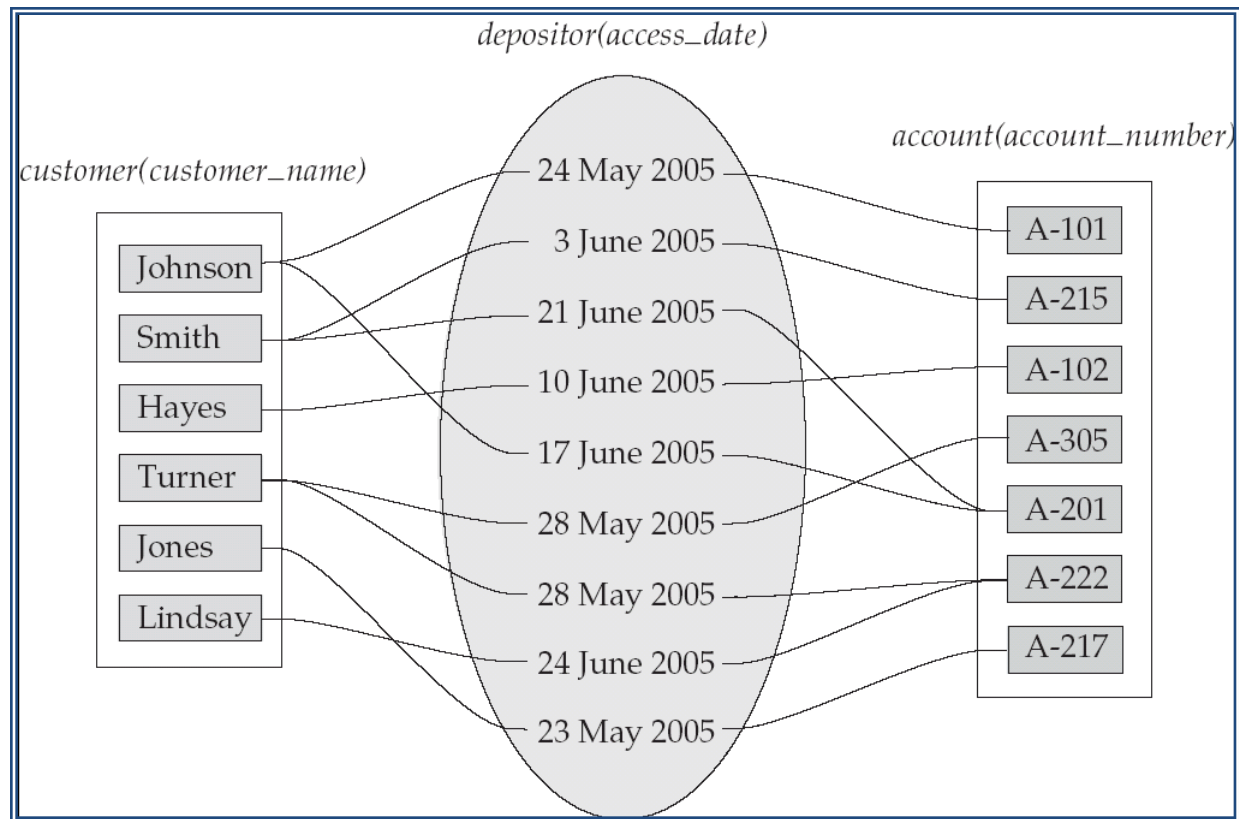 depositor(access_date)
customer(customer_name)
account(account_number)
Johnson
Smith
Hayes
Turner
Jones
Lindsay
24 May 2005
3 June 2005
21 June 2005
10 June 2005
17 June 2005
28 May 2005
28 May 2005
24 June 2005
23 May 2005
A-101
A-215
A-102
A-305
A-201
A-222
A-217